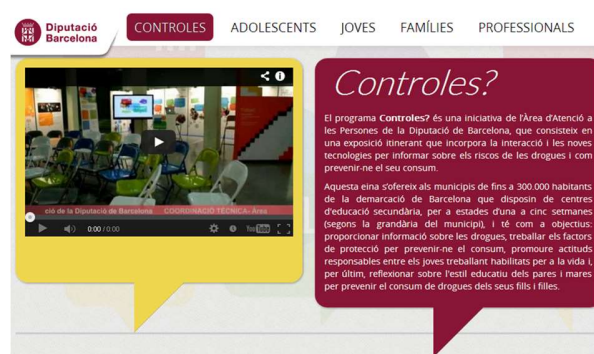 Diputació
Barcelona
CONTROLES ADOLESCENTS JOVES FAMÍLIES PROFESSIONALS
ció de la Diputació de Barcelona COORDINACIÓ TÈCNICA: Àrea
0:00 / 0:00
YouTube
Controles?
El programa Controles? és una iniciativa de l'Àrea d'Atenció a
les Persones de la Diputació de Barcelona, que consisteix en
una exposició itinerant que incorpora la interacció i les noves
tecnologies per informar sobre els riscos de les drogues i com
prevenir-ne el seu consum.
Aquesta eina s'ofereix als municipis de fins a 300.000 habitants
de la demarcació de Barcelona que disposin de centres
d'educació secundària, per a estades d'una a cinc setmanes
(segons la grandària del municipi), i té com a objectius:
proporcionar informació sobre les drogues, treballar els factors
de protecció per prevenir-ne el consum, promoure actituds
responsables entre els joves treballant habilitats per a la vida i,
per últim, reflexionar sobre l'estil educatiu dels pares i mares
per prevenir el consum de drogues dels seus fills i filles.